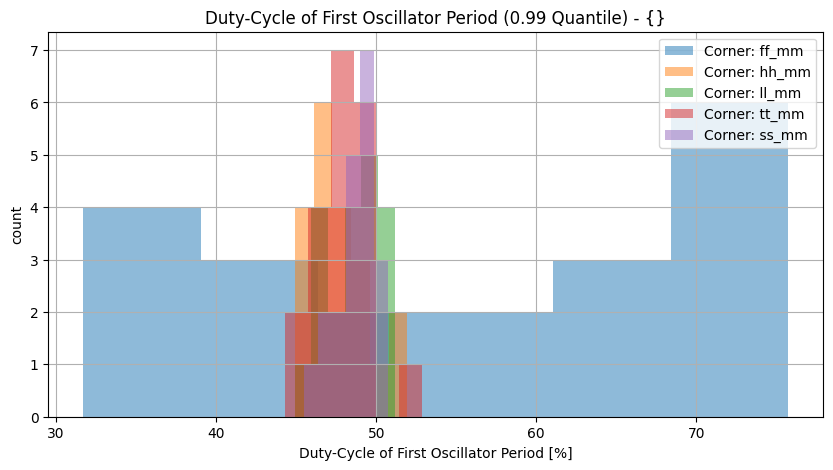 Duty-Cycle of First Oscillator Period (0.99 Quantile) - {}
7
6
5
4
3
2
1
0
count
Corner: ff_mm
Corner: hh_mm
Corner: ll_mm
Corner: tt_mm
Corner: ss_mm
30 40 50 60 70
Duty-Cycle of First Oscillator Period [%]